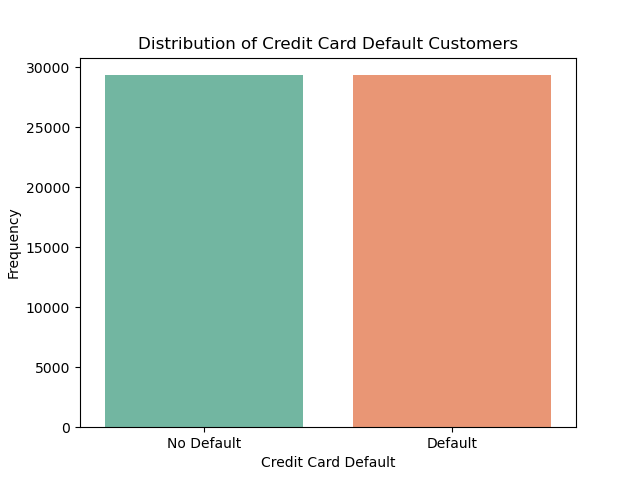 Distribution of Credit Card Default Customers
30000
25000
20000
15000
10000
5000
0
Frequency
No Default
Default
Credit Card Default